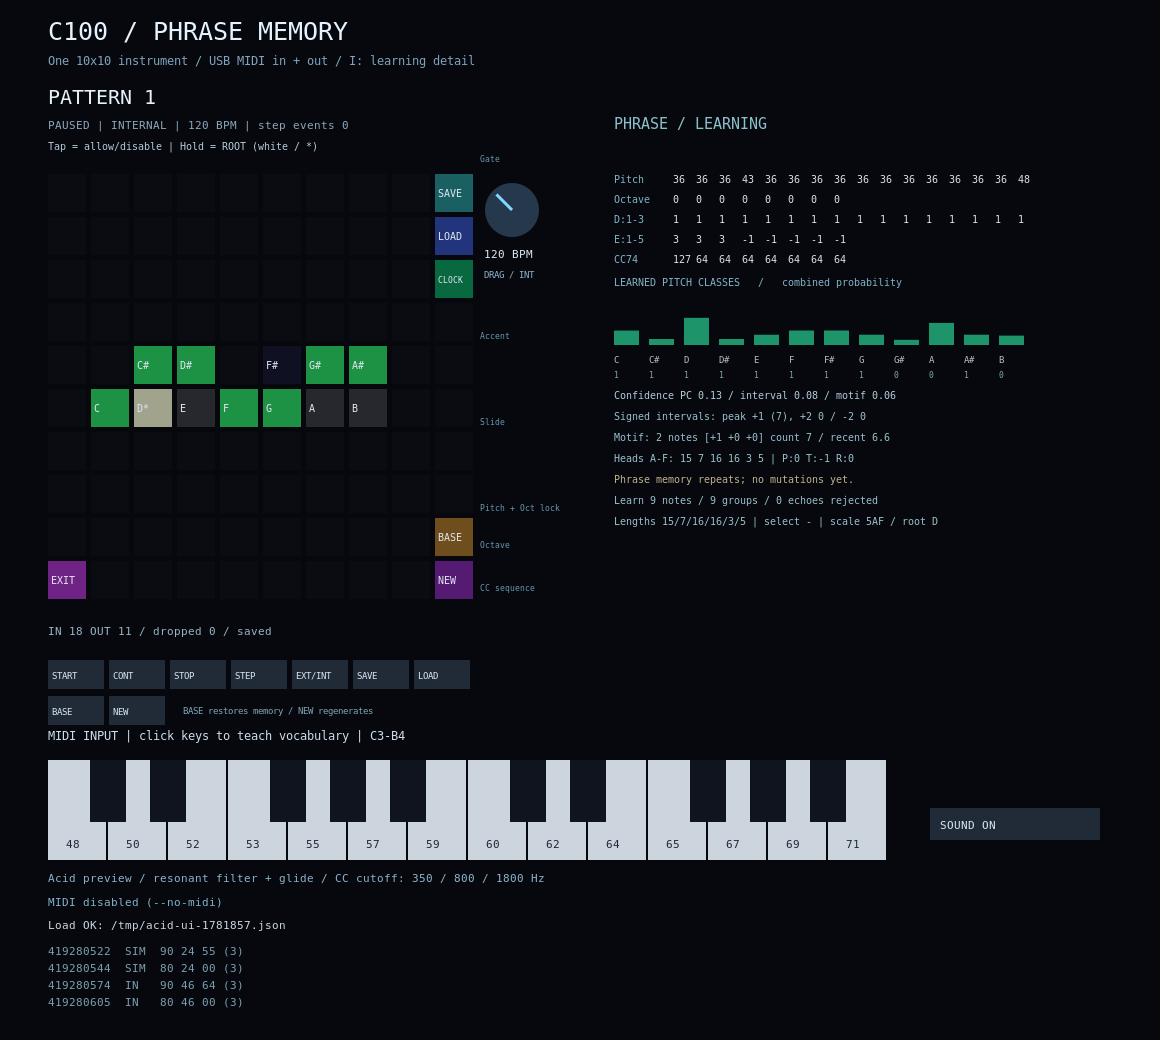 C100 / PHRASE MEMORY
One 10x10 instrument / USB MIDI in + out / I: learning detail
PATTERN 1
PAUSED | INTERNAL | 120 BPM | step events 0
Tap = allow/disable | Hold = ROOT (white / *)
Gate
SAVE
LOAD
120 BPM
CLOCK
DRAG / INT
Accent
C# D# F# G# A#
C D* E F G A B
Slide
Pitch + Oct lock
BASE
Octave
EXIT NEW
CC sequence
PHRASE / LEARNING
Pitch 36 36 36 43 36 36 36 36 36 36 36 36 36 36 36 48
Octave 0 0 0 0 0 0 0 0
D:1-3 1 1 1 1 1 1 1 1 1 1 1 1 1 1 1 1
E:1-5 3 3 3 -1 -1 -1 -1 -1
CC74 127 64 64 64 64 64 64 64
LEARNED PITCH CLASSES / combined probability
C C# D D# E F F# G G# A A# B
1 1 1 1 1 1 1 1 0 0 1 0
Confidence PC 0.13 / interval 0.08 / motif 0.06
Signed intervals: peak +1 (7), +2 0 / -2 0
Motif: 2 notes [+1 +0 +0] count 7 / recent 6.6
Heads A-F: 15 7 16 16 3 5 | P:0 T:-1 R:0
Phrase memory repeats; no mutations yet.
Learn 9 notes / 9 groups / 0 echoes rejected
Lengths 15/7/16/16/3/5 | select - | scale 5AF / root D
IN 18 OUT 11 / dropped 0 / saved
START CONT STOP STEP EXT/INT SAVE LOAD
BASE NEW BASE restores memory / NEW regenerates
MIDI INPUT | click keys to teach vocabulary | C3-B4
48 50 52 53 55 57 59 60 62 64 65 67 69 71
SOUND ON
Acid preview / resonant filter + glide / CC cutoff: 350 / 800 / 1800 Hz
MIDI disabled (--no-midi)
Load OK: /tmp/acid-ui-1781857.json
419280522 SIM 90 24 55 (3)
419280544 SIM 80 24 00 (3)
419280574 IN 90 46 64 (3)
419280605 IN 80 46 00 (3)